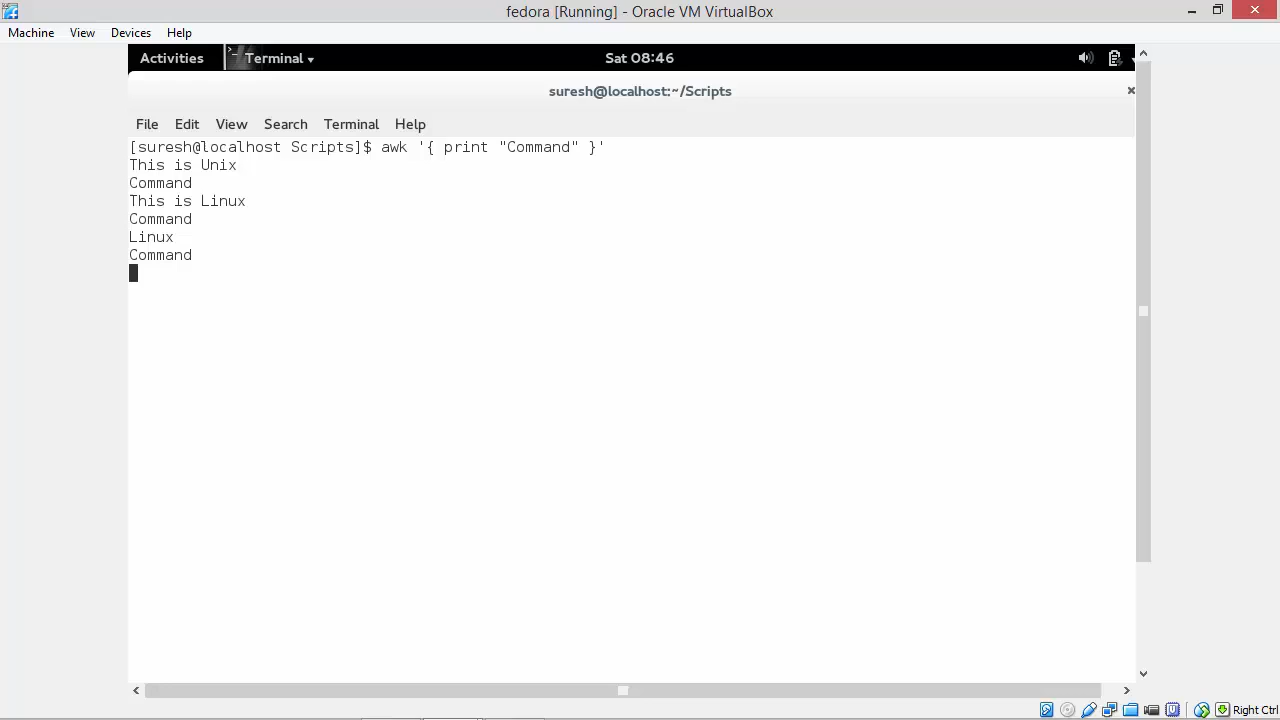 fedora [Running] - Oracle VM VirtualBox
Machine View Devices Help
Activities Terminal Sat 08:46
suresh@localhost:~/Scripts
File Edit View Search Terminal Help
[suresh@localhost Scripts]$ awk '{ print "Command" }'
This is Unix
Command
This is Linux
Command
Linux
Command
Right Ctrl